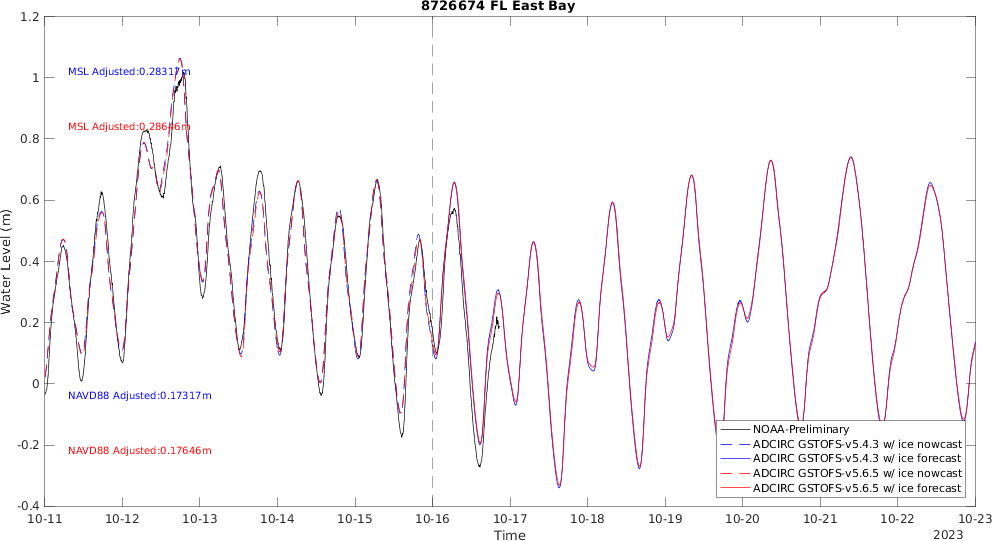 8726674 FL East Bay
1.2
1
0.8
0.6
0.4
0.2
0
-0.2
-0.4
Water Level (m)
MSL Adjusted:0.28317m
MSL Adjusted:0.28646m
NAVD88 Adjusted:0.17317m
NAVD88 Adjusted:0.17646m
NOAA-Preliminary
ADCIRC GSTOFS-v5.4.3 w/ ice nowcast
ADCIRC GSTOFS-v5.4.3 w/ ice forecast
ADCIRC GSTOFS-v5.6.5 w/ ice nowcast
ADCIRC GSTOFS-v5.6.5 w/ ice forecast
10-11 10-12 10-13 10-14 10-15 10-16 10-17 10-18 10-19 10-20 10-21 10-22 10-23
Time
2023